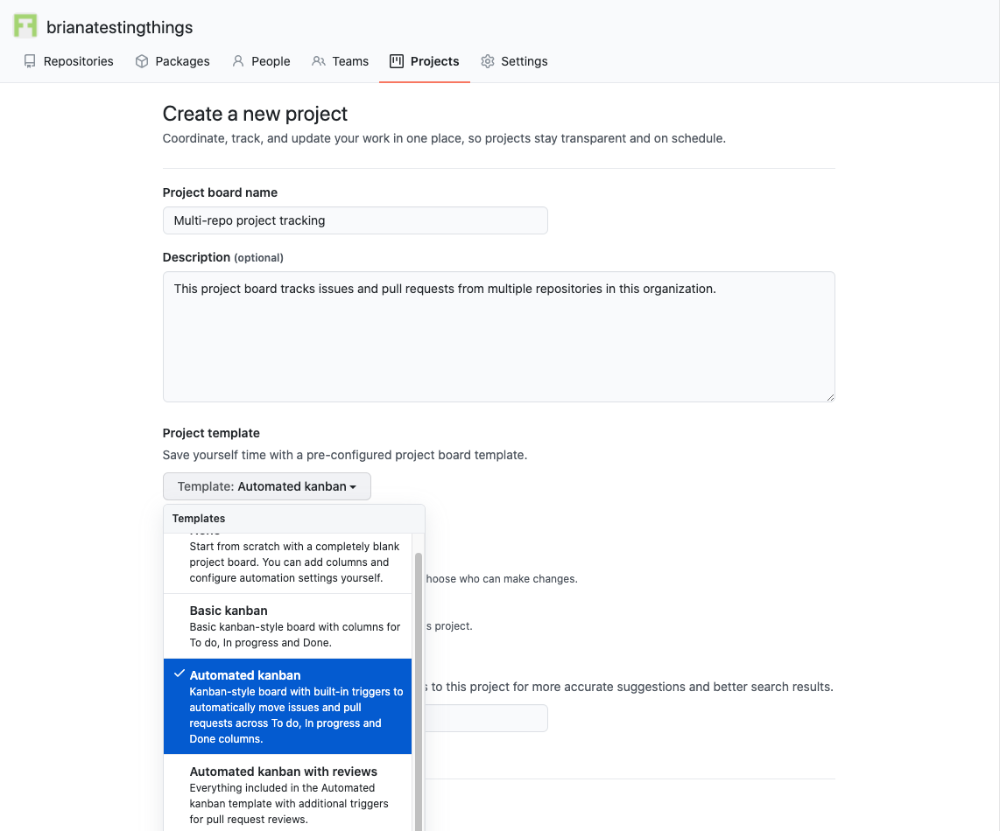 brianatestingthings
Repositories
Packages
People
Teams
Projects
Settings
Create a new project
Coordinate, track, and update your work in one place, so projects stay transparent and on schedule.
Project board name
Multi-repo project tracking
Description (optional)
This project board tracks issues and pull requests from multiple repositories in this organization.
Project template
Save yourself time with a pre-configured project board template.
Template: Automated kanban
Templates
Start from scratch with a completely blank
project board. You can add columns and
configure automation settings yourself.
Basic kanban
Basic kanban-style board with columns for
To do, In progress and Done.
Automated kanban
Kanban-style board with built-in triggers to
automatically move issues and pull
requests across To do, In progress and
Done columns.
Automated kanban with reviews
Everything included in the Automated
kanban template with additional triggers
for pull request reviews.
who can make changes.
project.
to this project for more accurate suggestions and better search results.